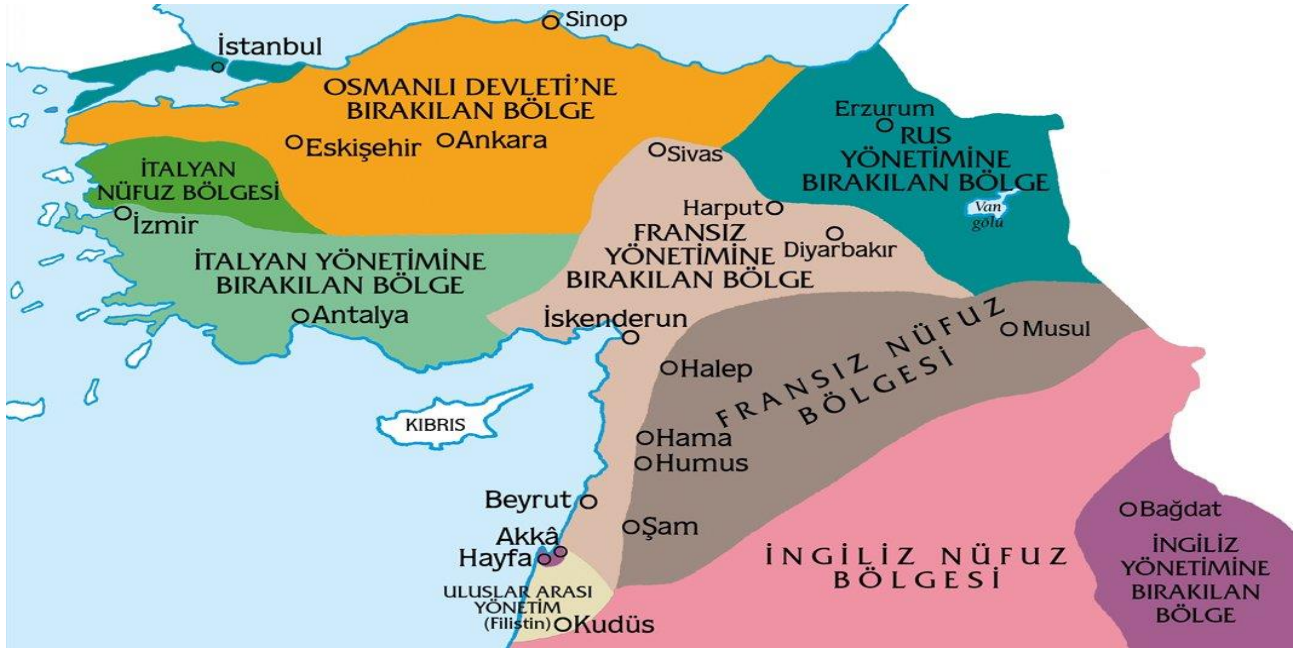 Sinop
İstanbul
OSMANLI DEVLETİ’NE
BIRAKILAN BÖLGE
Eskişehir
Ankara
Erzurum
RUS
YÖNETİMİNE
BIRAKILAN BÖLGE
Van
gölü
Sivas
İTALYAN
NÜFUZ BÖLGESİ
İzmir
Harput
Diyarbakır
FRANSIZ
YÖNETİMİNE
BIRAKILAN BÖLGE
İTALYAN YÖNETİMİNE
BIRAKILAN BÖLGE
Antalya
İskenderun
Musul
Halep
FRANSIZ NÜFUZ
BÖLGESİ
KIBRIS
Hama
Humus
Beyrut
Şam
Akkâ
Hayfa
Bağdat
İNGİLİZ NÜFUZ
BÖLGESİ
İNGİLİZ
YÖNETİMİNE
BIRAKILAN
BÖLGE
ULUSLAR ARASI
YÖNETİM
(Filistin)
Kudüs